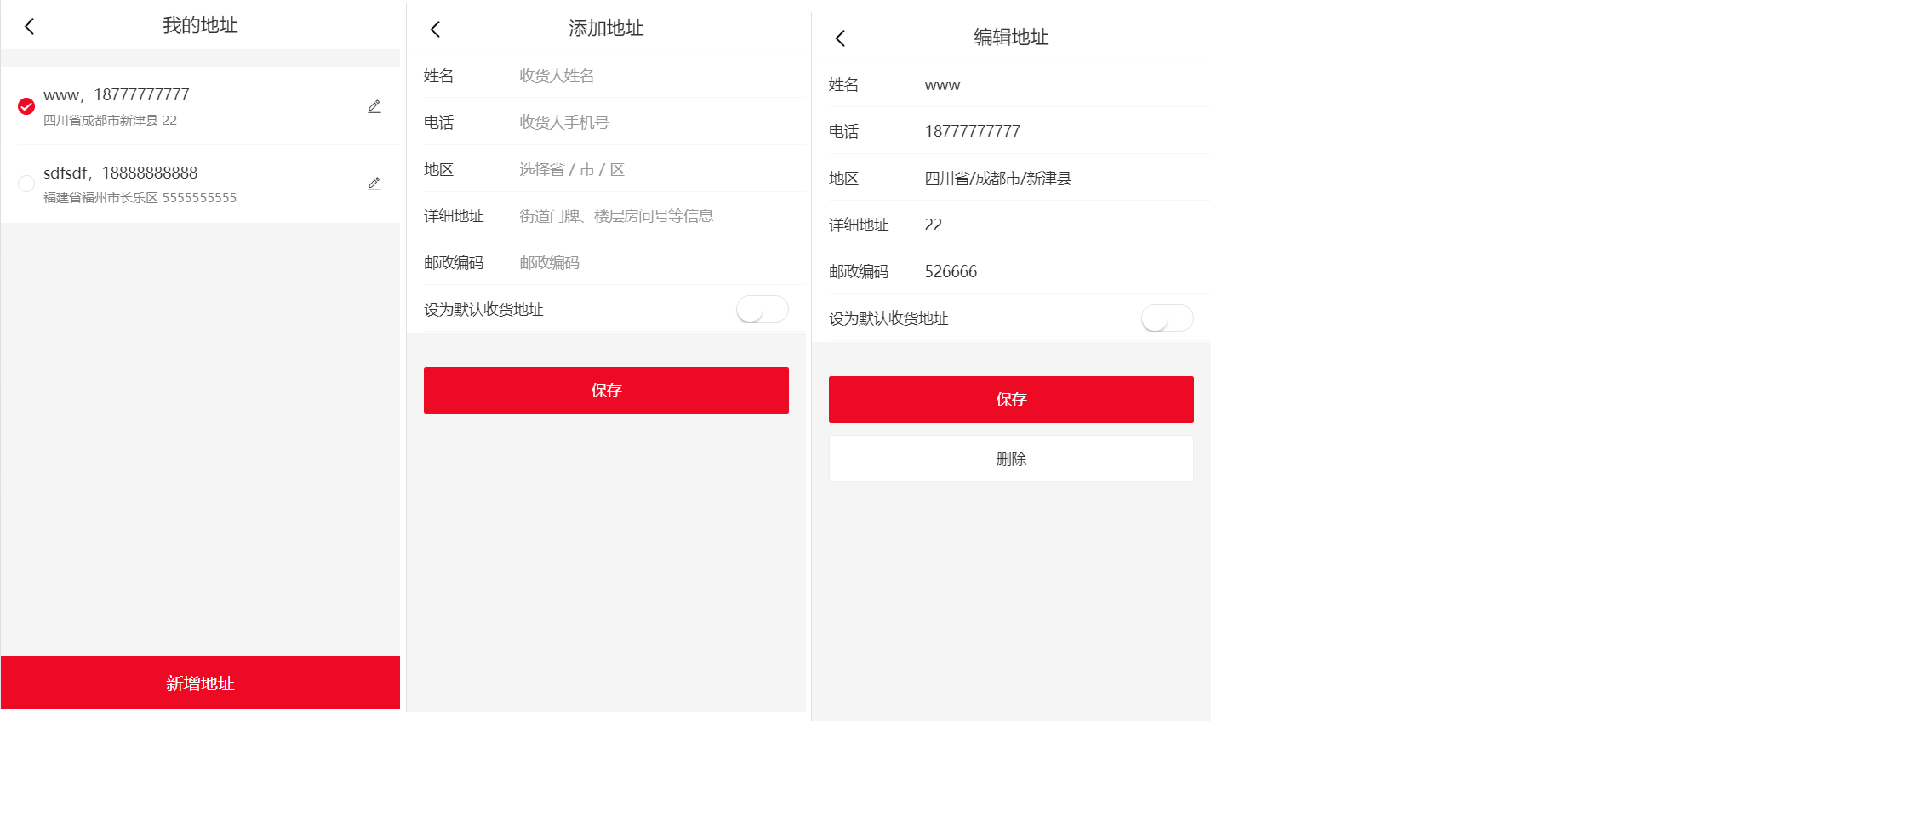 我的地址
www，18777777777
四川省成都市新津县 22
sdfsdf，18888888888
福建省福州市长乐区 5555555555
新增地址
添加地址
姓名 收货人姓名
电话 收货人手机号
地区 选择省 / 市 / 区
详细地址 街道门牌、楼层房间号等信息
邮政编码 邮政编码
设为默认收货地址
保存
编辑地址
姓名 www
电话 18777777777
地区 四川省/成都市/新津县
详细地址 22
邮政编码 526666
设为默认收货地址
保存
删除